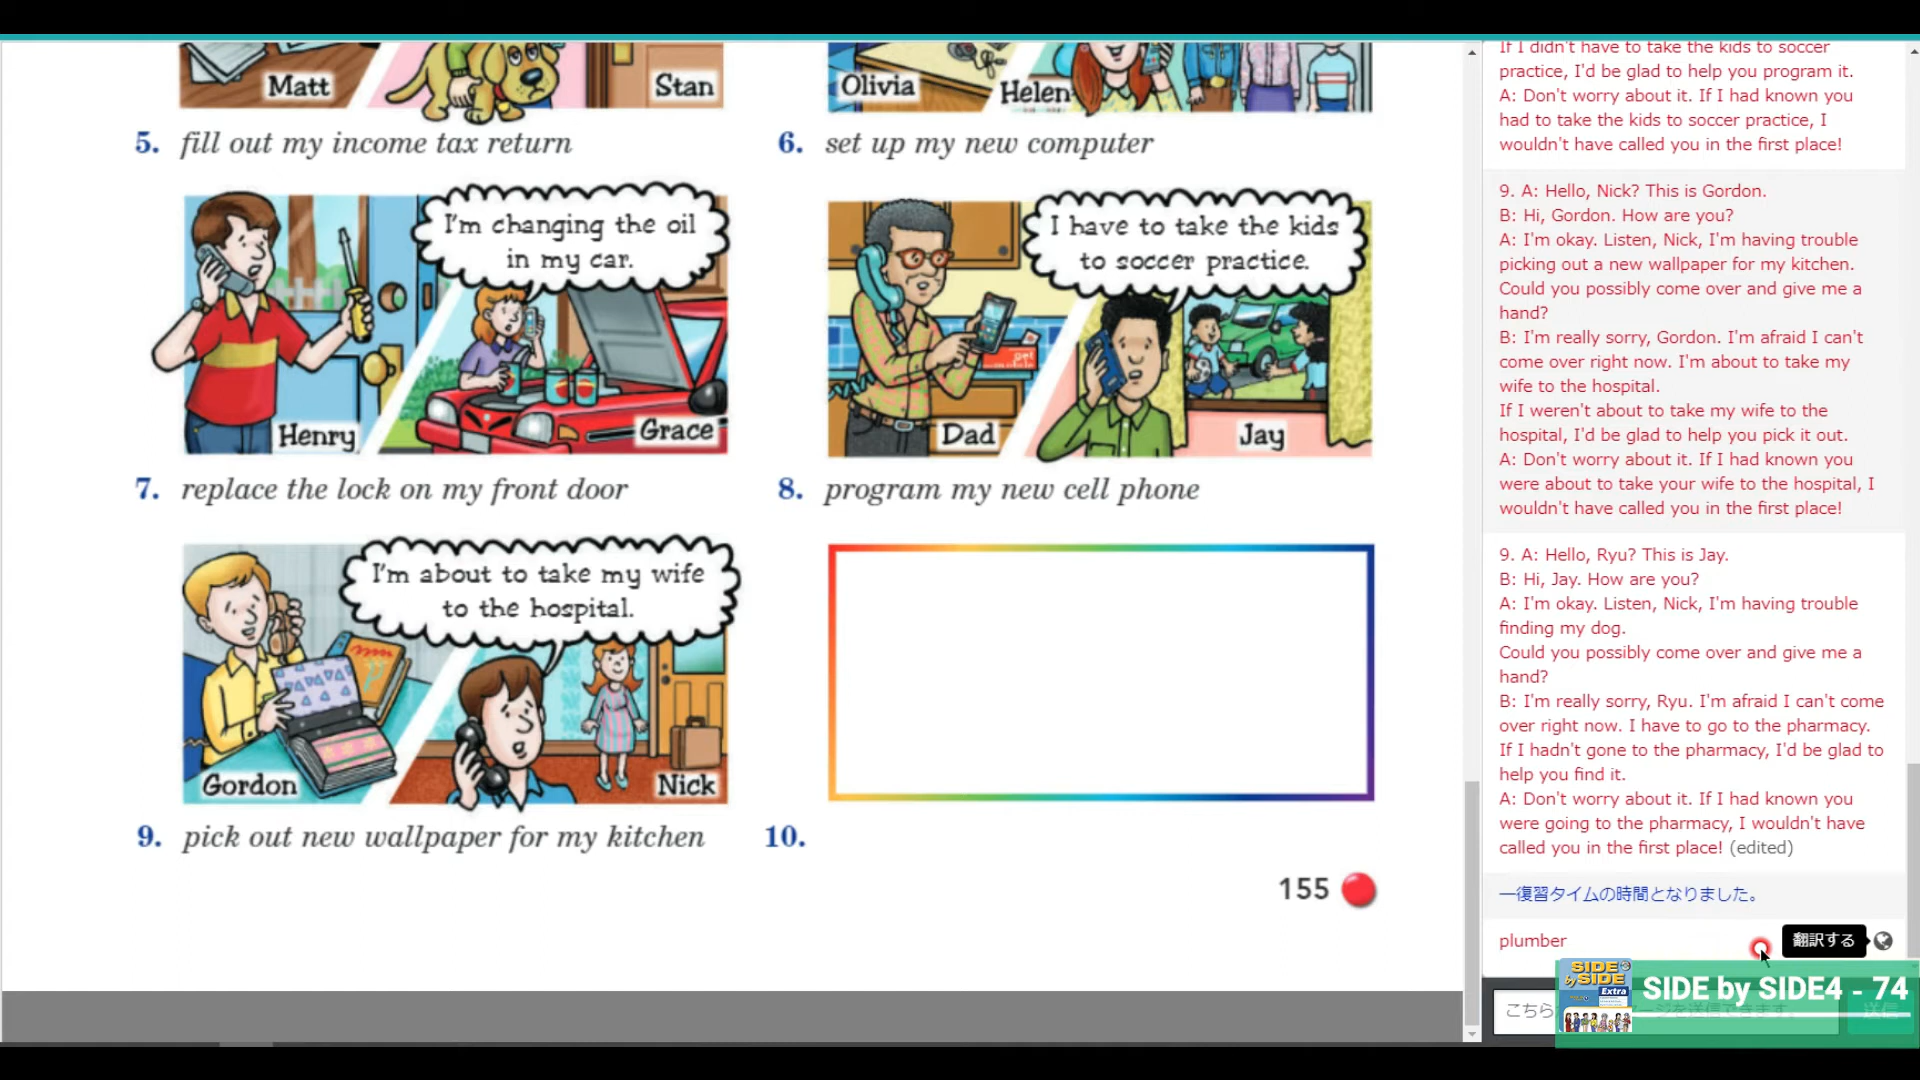 Matt
Stan
Olivia
Helen
5. fill out my income tax return
6. set up my new computer
I'm changing the oil
in my car.
Henry
Grace
I have to take the kids
to soccer practice.
Dad
Jay
7. replace the lock on my front door
8. program my new cell phone
I'm about to take my wife
to the hospital.
Gordon
Nick
9. pick out new wallpaper for my kitchen
10.
155
If I didn't have to take the kids to soccer
practice, I'd be glad to help you program it.
A: Don't worry about it. If I had known you
had to take the kids to soccer practice, I
wouldn't have called you in the first place!
9. A: Hello, Nick? This is Gordon.
B: Hi, Gordon. How are you?
A: I'm okay. Listen, Nick, I'm having trouble
picking out a new wallpaper for my kitchen.
Could you possibly come over and give me a
hand?
B: I'm really sorry, Gordon. I'm afraid I can't
come over right now. I'm about to take my
wife to the hospital.
If I weren't about to take my wife to the
hospital, I'd be glad to help you pick it out.
A: Don't worry about it. If I had known you
were about to take your wife to the hospital, I
wouldn't have called you in the first place!
9. A: Hello, Ryu? This is Jay.
B: Hi, Jay. How are you?
A: I'm okay. Listen, Nick, I'm having trouble
finding my dog.
Could you possibly come over and give me a
hand?
B: I'm really sorry, Ryu. I'm afraid I can't come
over right now. I have to go to the pharmacy.
If I hadn't gone to the pharmacy, I'd be glad to
help you find it.
A: Don't worry about it. If I had known you
were going to the pharmacy, I wouldn't have
called you in the first place! (edited)
一復習タイムの時間となりました。
plumber
翻訳する
SIDE by SIDE Extra
SIDE by SIDE4 - 74
こちら
送信